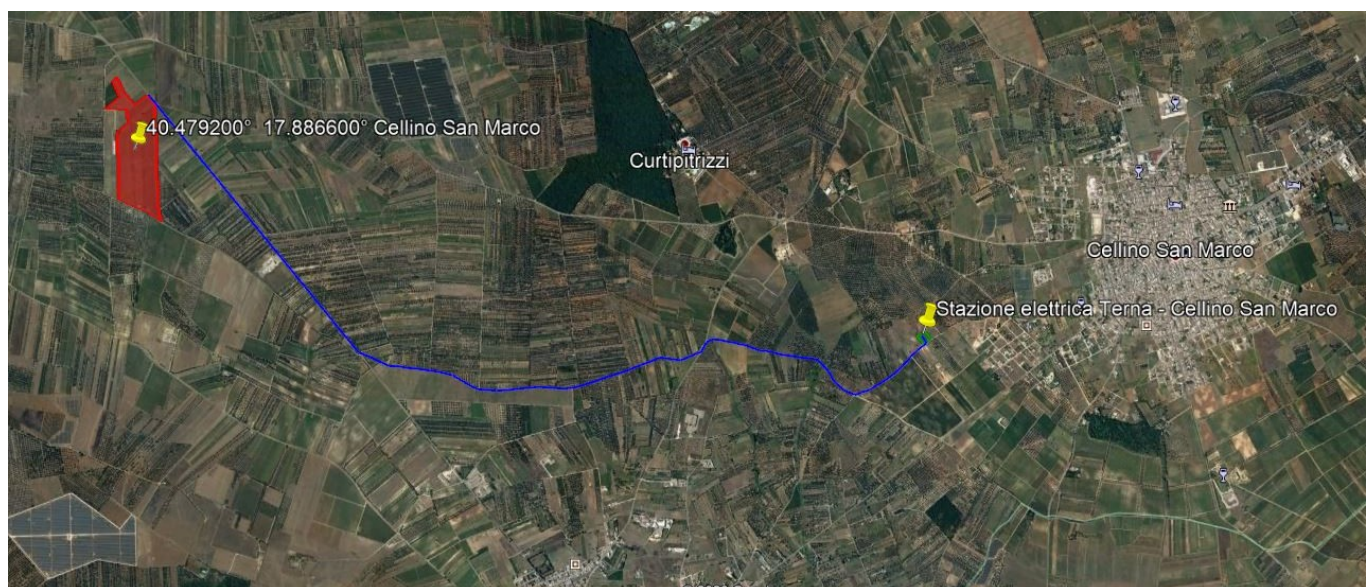 40.479200° 17.886600° Cellino San Marco
Curtipitrizzi
Cellino San Marco
Stazione elettrica Terna - Cellino San Marco